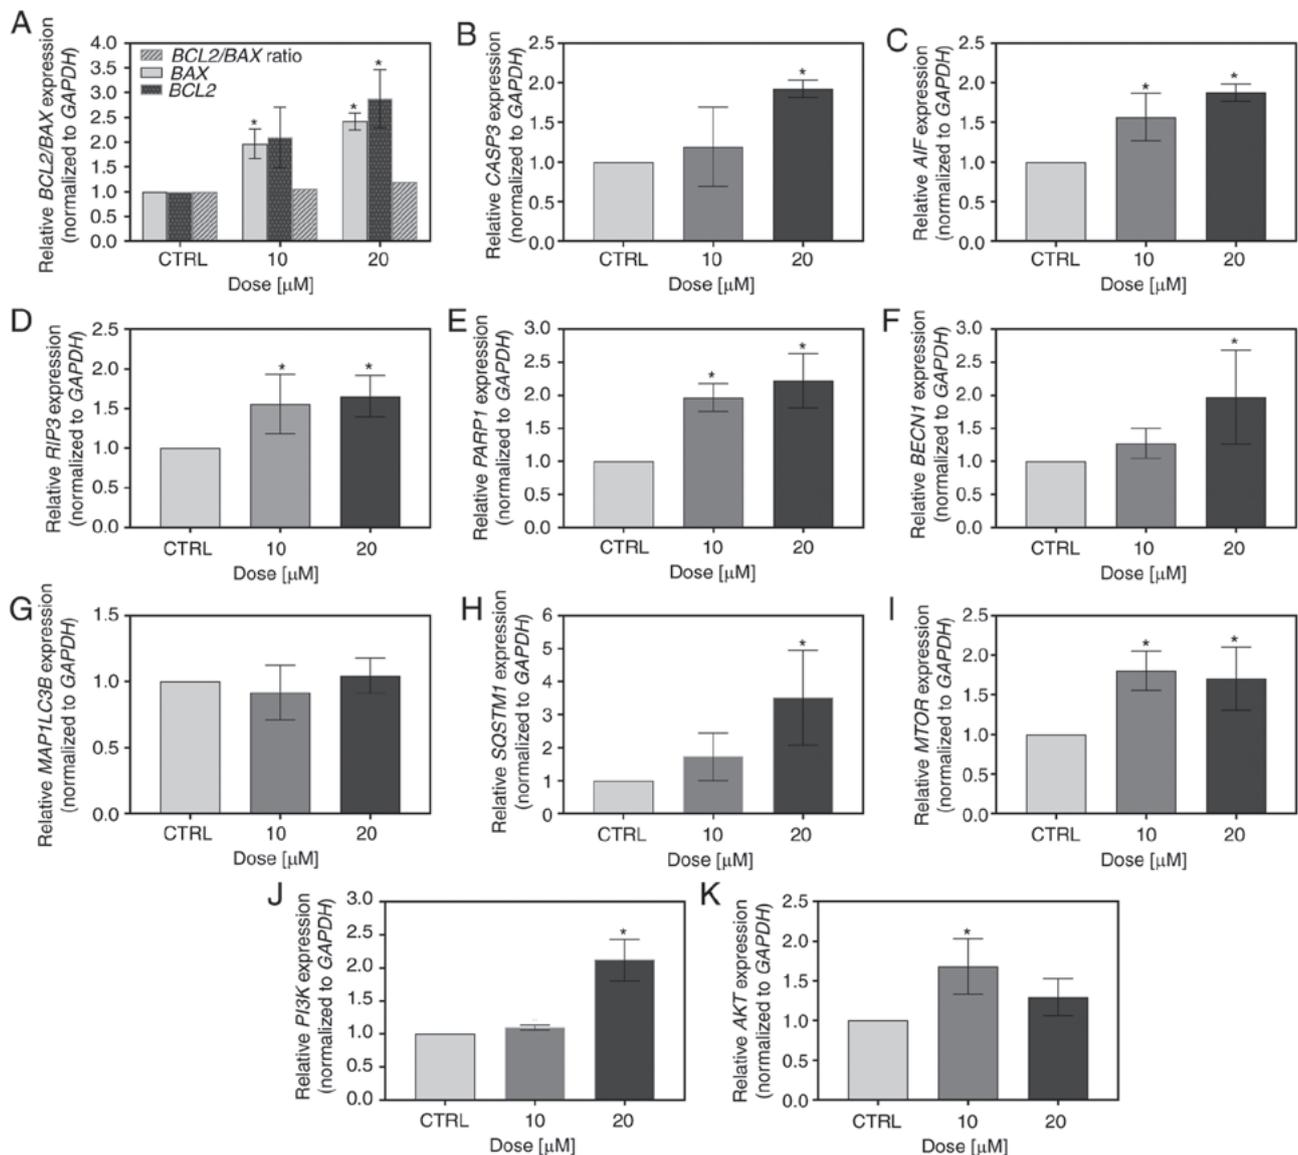 A
Relative BCL2/BAX expression
(normalized to GAPDH)
4.0
3.5
3.0
2.5
2.0
1.5
1.0
0.5
0.0
BCL2/BAX ratio
BAX
BCL2
*
*
*
CTRL 10 20
Dose [µM]
B
Relative CASP3 expression
(normalized to GAPDH)
2.5
2.0
1.5
1.0
0.5
0.0
*
CTRL 10 20
Dose [µM]
C
Relative AIF expression
(normalized to GAPDH)
2.5
2.0
1.5
1.0
0.5
0.0
*
*
CTRL 10 20
Dose [µM]
D
Relative RIP3 expression
(normalized to GAPDH)
2.5
2.0
1.5
1.0
0.5
0.0
*
*
CTRL 10 20
Dose [µM]
E
Relative PARP1 expression
(normalized to GAPDH)
3.0
2.5
2.0
1.5
1.0
0.5
0.0
*
*
CTRL 10 20
Dose [µM]
F
Relative BECN1 expression
(normalized to GAPDH)
3.0
2.5
2.0
1.5
1.0
0.5
0.0
*
CTRL 10 20
Dose [µM]
G
Relative MAP1LC3B expression
(normalized to GAPDH)
1.5
1.0
0.5
0.0
CTRL 10 20
Dose [µM]
H
Relative SQSTM1 expression
(normalized to GAPDH)
6
5
4
3
2
1
0
*
CTRL 10 20
Dose [µM]
I
Relative MTOR expression
(normalized to GAPDH)
2.5
2.0
1.5
1.0
0.5
0.0
*
*
CTRL 10 20
Dose [µM]
J
Relative PI3K expression
(normalized to GAPDH)
3.0
2.5
2.0
1.5
1.0
0.5
0.0
*
CTRL 10 20
Dose [µM]
K
Relative AKT expression
(normalized to GAPDH)
2.5
2.0
1.5
1.0
0.5
0.0
*
CTRL 10 20
Dose [µM]